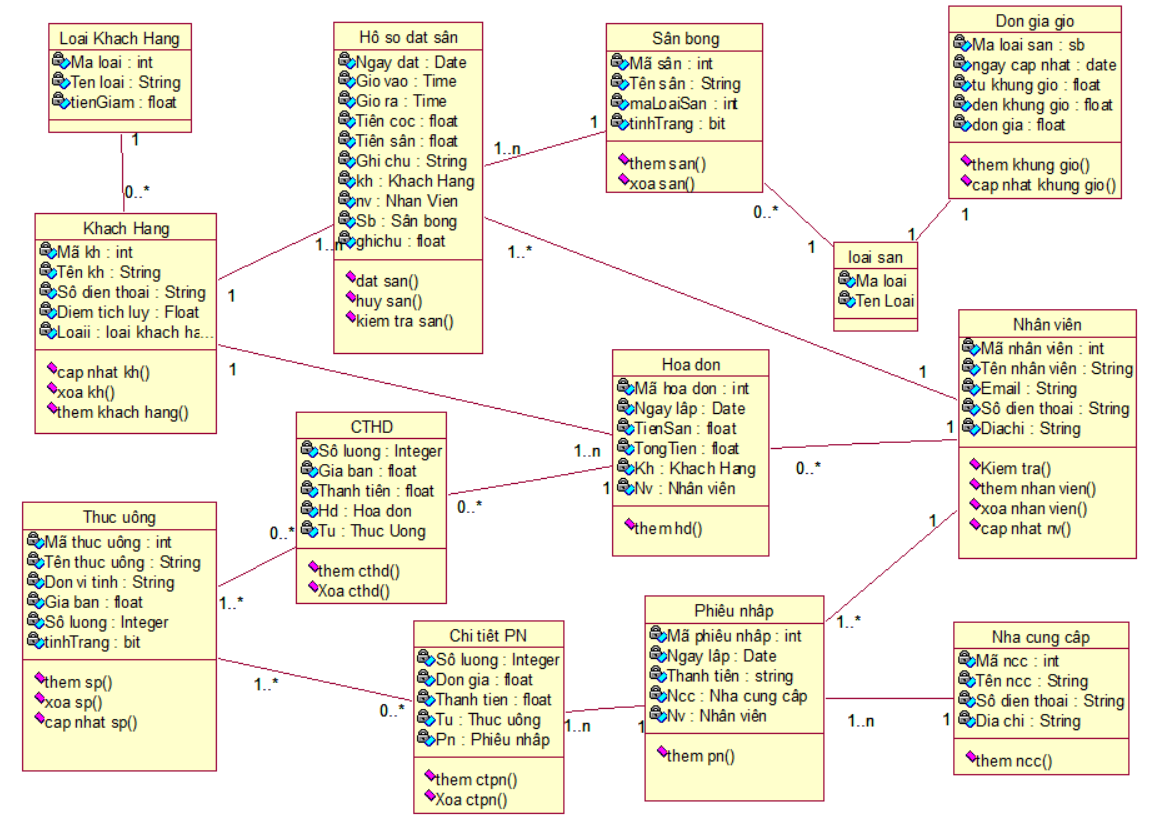 Loai Khach Hang
Ma loai : int
Ten loai : String
tienGiam : float
1
0..*
Khach Hang
Mã kh : int
Tên kh : String
Sô dien thoai : String
Diem tich luy : Float
Loaii : loai khach ha...
cap nhat kh()
xoa kh()
them khach hang()
1
1..n
1
1..n
Hô so dat sân
Ngay dat : Date
Gio vao : Time
Gio ra : Time
Tiên coc : float
Tiên sân : float
Ghi chu : String
kh : Khach Hang
nv : Nhan Vien
Sb : Sân bong
ghichu : float
dat san()
huy san()
kiem tra san()
1..n
1
1..*
1
Sân bong
Mã sân : int
Tên sân : String
maLoaiSan : int
tinhTrang : bit
them san()
xoa san()
0..*
1
Don gia gio
Ma loai san : sb
ngay cap nhat : date
tu khung gio : float
den khung gio : float
don gia : float
them khung gio()
cap nhat khung gio()
1
1
loai san
Ma loai
Ten Loai
Nhân viên
Mã nhân viên : int
Tên nhân viên : String
Email : String
Sô dien thoai : String
Diachi : String
Kiem tra()
them nhan vien()
xoa nhan vien()
cap nhat nv()
Hoa don
Mã hoa don : int
Ngay lâp : Date
TienSan : float
TongTien : float
Kh : Khach Hang
Nv : Nhân viên
them hd()
0..*
1
CTHD
Sô luong : Integer
Gia ban : float
Thanh tiên : float
Hd : Hoa don
Tu : Thuc Uong
them cthd()
Xoa cthd()
0..*
1
Thuc uông
Mã thuc uông : int
Tên thuc uông : String
Don vi tinh : String
Gia ban : float
Sô luong : Integer
tinhTrang : bit
them sp()
xoa sp()
cap nhat sp()
1..*
0..*
1..*
0..*
Chi tiêt PN
Sô luong : Integer
Don gia : float
Thanh tien : float
Tu : Thuc uông
Pn : Phiêu nhâp
them ctpn()
Xoa ctpn()
1..n
1
Phiêu nhâp
Mã phiêu nhâp : int
Ngay lâp : Date
Thanh tiên : string
Ncc : Nha cung câp
Nv : Nhân viên
them pn()
1..*
1
1..n
1
Nha cung câp
Mã ncc : int
Tên ncc : String
Sô dien thoai : String
Dia chi : String
them ncc()